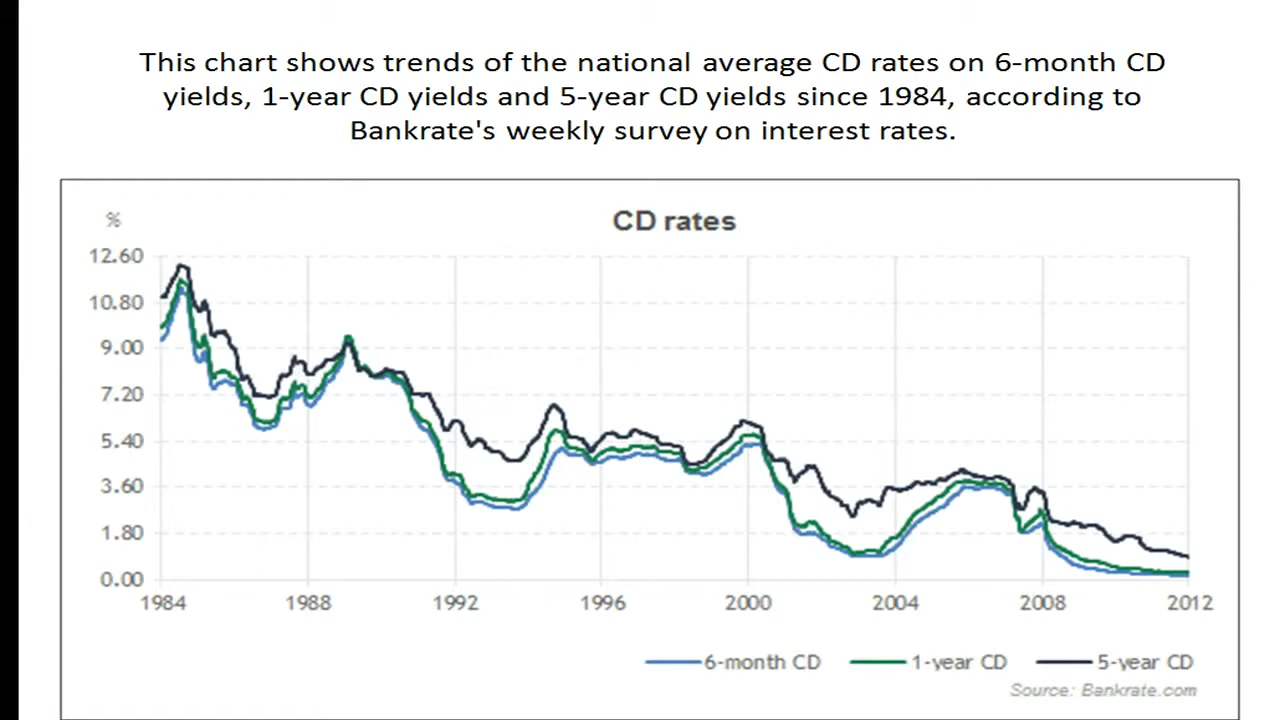 This chart shows trends of the national average CD rates on 6-month CD
yields, 1-year CD yields and 5-year CD yields since 1984, according to
Bankrate's weekly survey on interest rates.
%
CD rates
12.60
10.80
9.00
7.20
5.40
3.60
1.80
0.00
1984 1988 1992 1996 2000 2004 2008 2012
6-month CD 1-year CD 5-year CD
Source: Bankrate.com